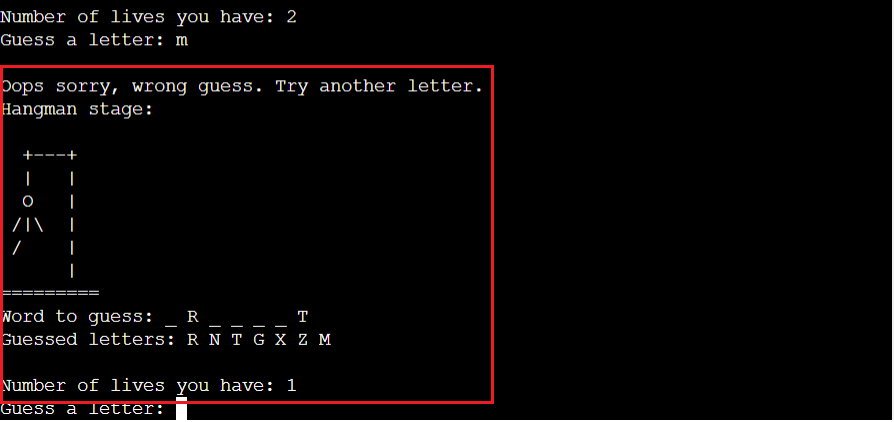 Number of lives you have: 2
Guess a letter: m
Oops sorry, wrong guess. Try another letter.
Hangman stage:
  +---+
  |   |
  O   |
 /|\  |
 /    |
      |
=========
Word to guess: _ R _ _ _ _ T
Guessed letters: R N T G X Z M
Number of lives you have: 1
Guess a letter: